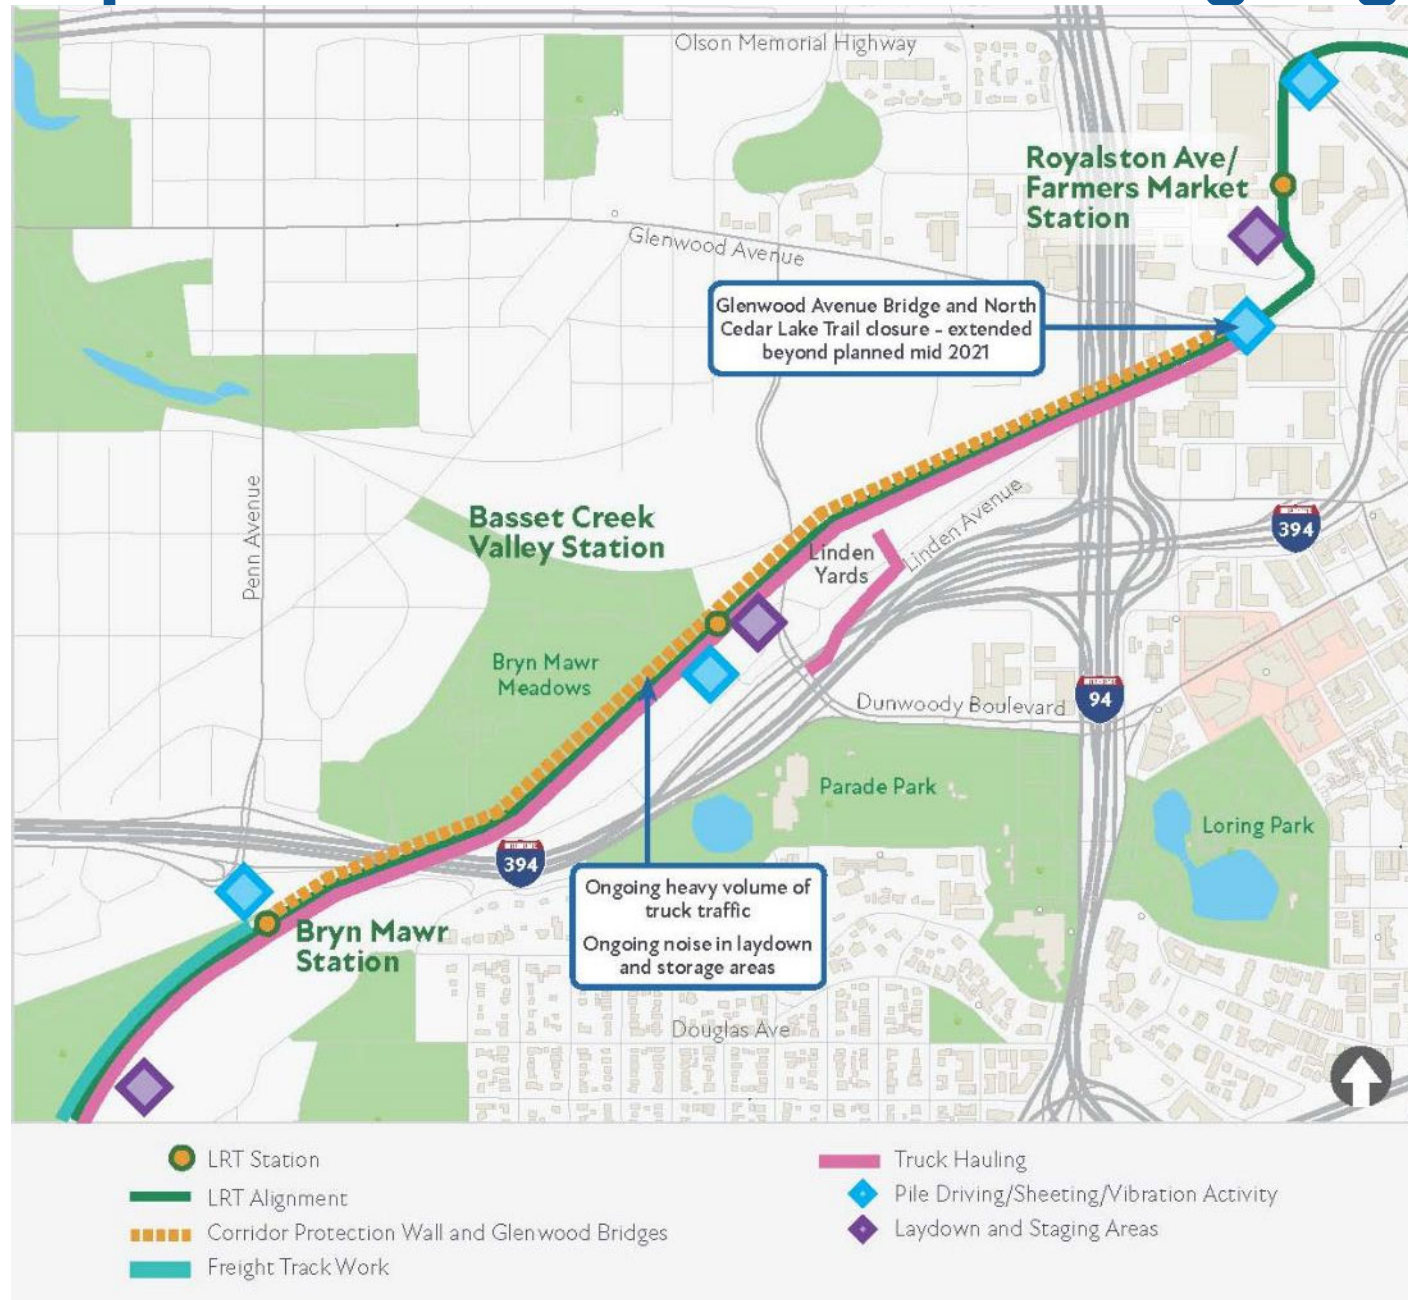 Olson Memorial Highway
Royalston Ave/
Farmers Market
Station
Glenwood Avenue
Glenwood Avenue Bridge and North
Cedar Lake Trail closure - extended
beyond planned mid 2021
Penn Avenue
Basset Creek
Valley Station
Linden
Yards
Linden Avenue
INTERSTATE
394
Bryn Mawr
Meadows
INTERSTATE
94
Dunwoody Boulevard
Parade Park
Loring Park
INTERSTATE
394
Ongoing heavy volume of
truck traffic
Ongoing noise in laydown
and storage areas
Bryn Mawr
Station
Douglas Ave
LRT Station
LRT Alignment
Corridor Protection Wall and Glenwood Bridges
Freight Track Work
Truck Hauling
Pile Driving/Sheeting/Vibration Activity
Laydown and Staging Areas